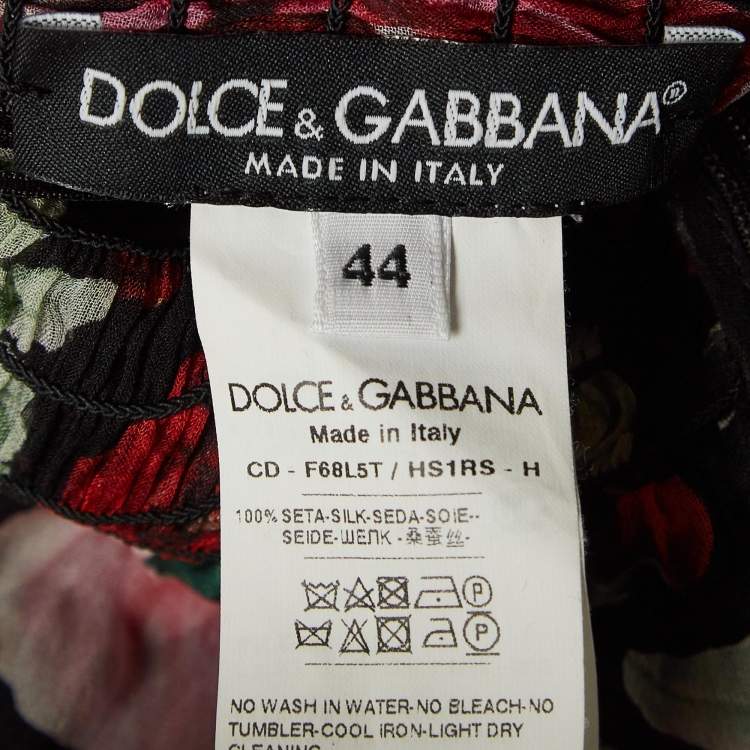 DOLCE & GABBANA®
MADE IN ITALY
44
DOLCE & GABBANA
Made in Italy
CD - F68L5T / HS1RS - H
100% SETA-SILK-SEDA-SOIE--
SEIDE-ШЕЛК -桑蚕丝-
P
P
NO WASH IN WATER-NO BLEACH-NO
TUMBLER-COOL IRON-LIGHT DRY
CLEANING